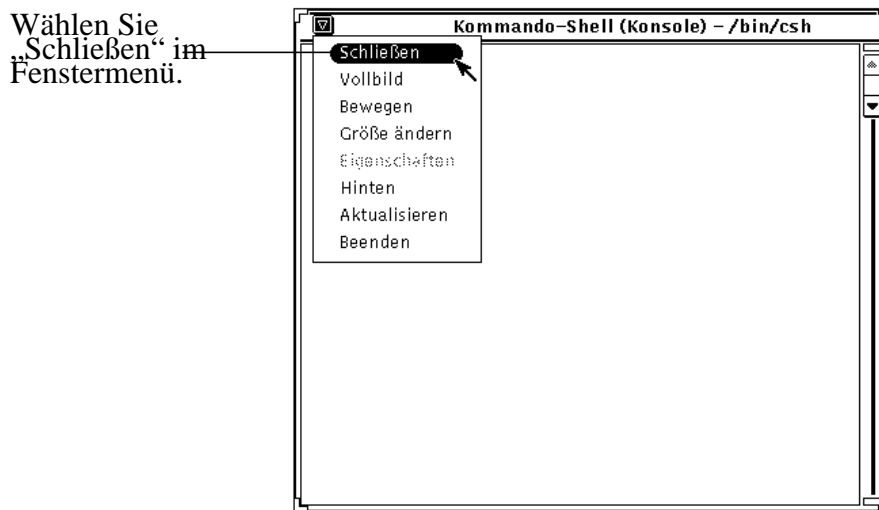 Wählen Sie
„Schließen“ im
Fenstermenü.
Kommando-Shell (Konsole) - /bin/csh
Schließen
Vollbild
Bewegen
Größe ändern
Eigenschaften
Hinten
Aktualisieren
Beenden